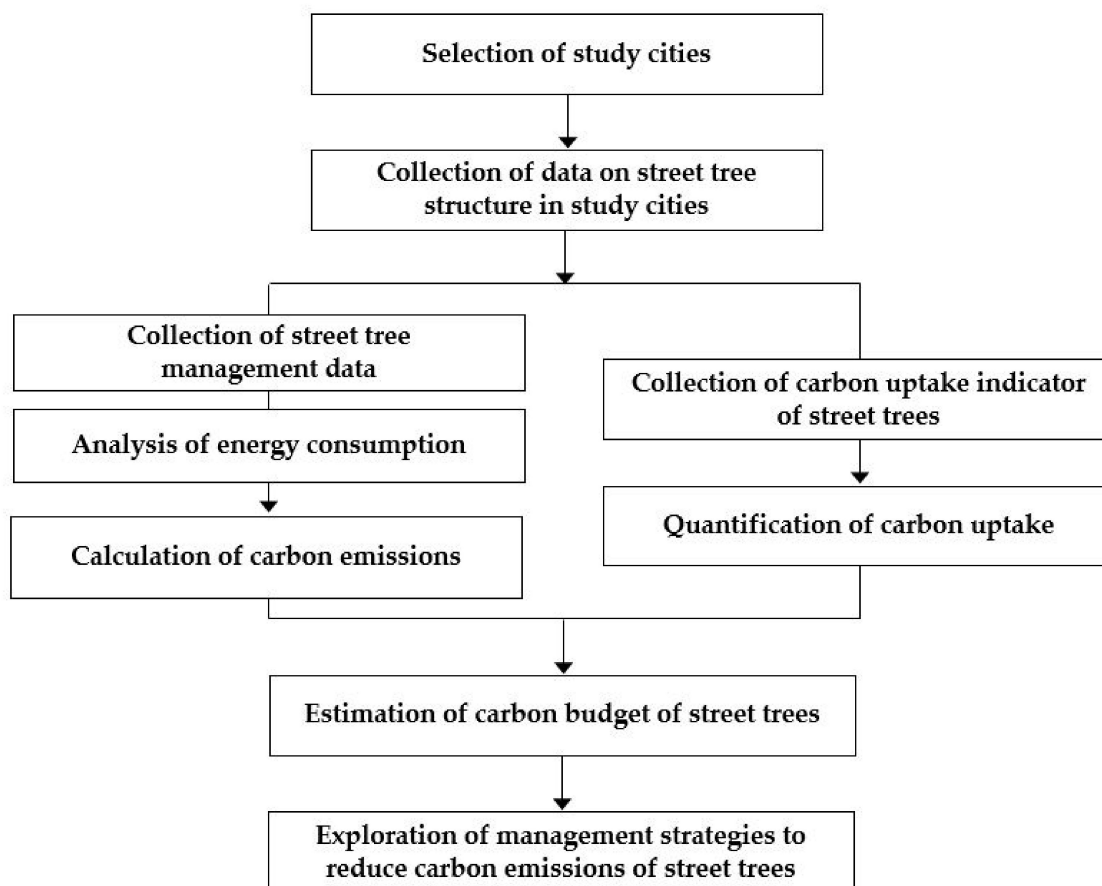 Selection of study cities
Collection of data on street tree
structure in study cities
Collection of street tree
management data
Analysis of energy consumption
Calculation of carbon emissions
Collection of carbon uptake indicator
of street trees
Quantification of carbon uptake
Estimation of carbon budget of street trees
Exploration of management strategies to
reduce carbon emissions of street trees